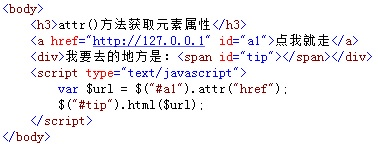 <body>
<h3>attr()方法获取元素属性</h3>
<a href="http://127.0.0.1" id="a1">点我就走</a>
<div>我要去的地方是：<span id="tip"></span></div>
<script type="text/javascript">
var $url = $("#a1").attr("href");
$("#tip").html($url);
</script>
</body>